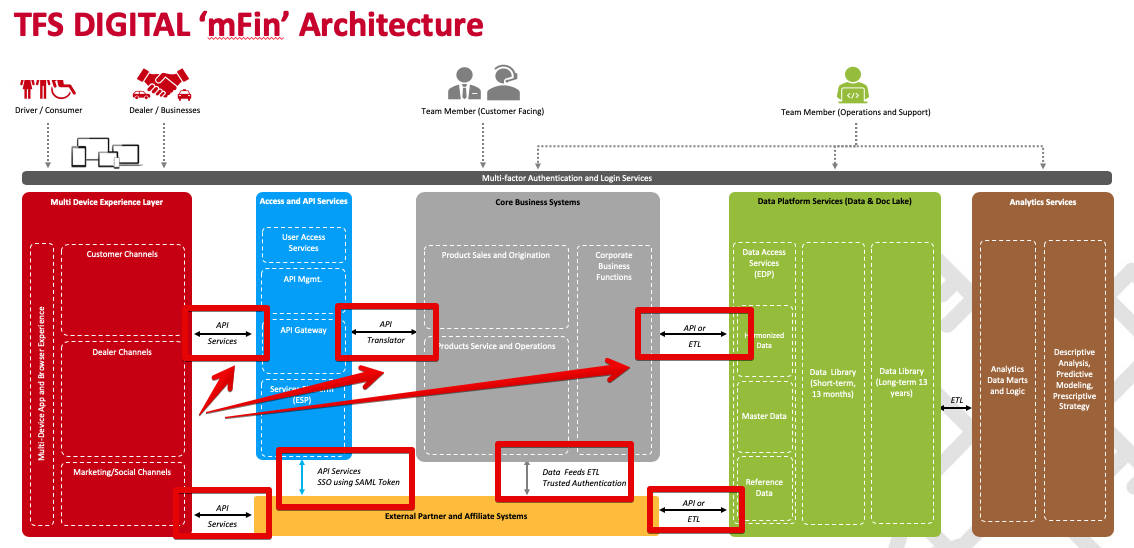 TFS DIGITAL ‘mFin’ Architecture
Driver / Consumer
Dealer / Businesses
Team Member (Customer Facing)
Team Member (Operations and Support)
Multi-factor Authentication and Login Services
Multi Device Experience Layer
Multi-Device App and Browser Experience
Customer Channels
Dealer Channels
Marketing/Social Channels
API
Services
API
Services
Access and API Services
User Access
Services
API Mgmt.
API Gateway
(ESP)
API
Translator
API Services
SSO using SAML Token
Core Business Systems
Product Sales and Origination
Products Service and Operations
Corporate
Business
Functions
Data Feeds ETL
Trusted Authentication
External Partner and Affiliate Systems
API or
ETL
API or
ETL
Data Platform Services (Data & Doc Lake)
Data Access
Services
(EDP)
Harmonized
Data
Master Data
Reference
Data
Data Library
(Short-term,
13 months)
Data Library
(Long-term 13
years)
ETL
Analytics Services
Analytics
Data Marts
and Logic
Descriptive
Analysis,
Predictive
Modeling,
Prescriptive
Strategy